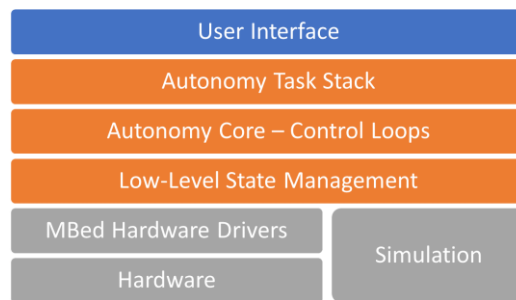 User Interface
Autonomy Task Stack
Autonomy Core – Control Loops
Low-Level State Management
MBed Hardware Drivers
Simulation
Hardware